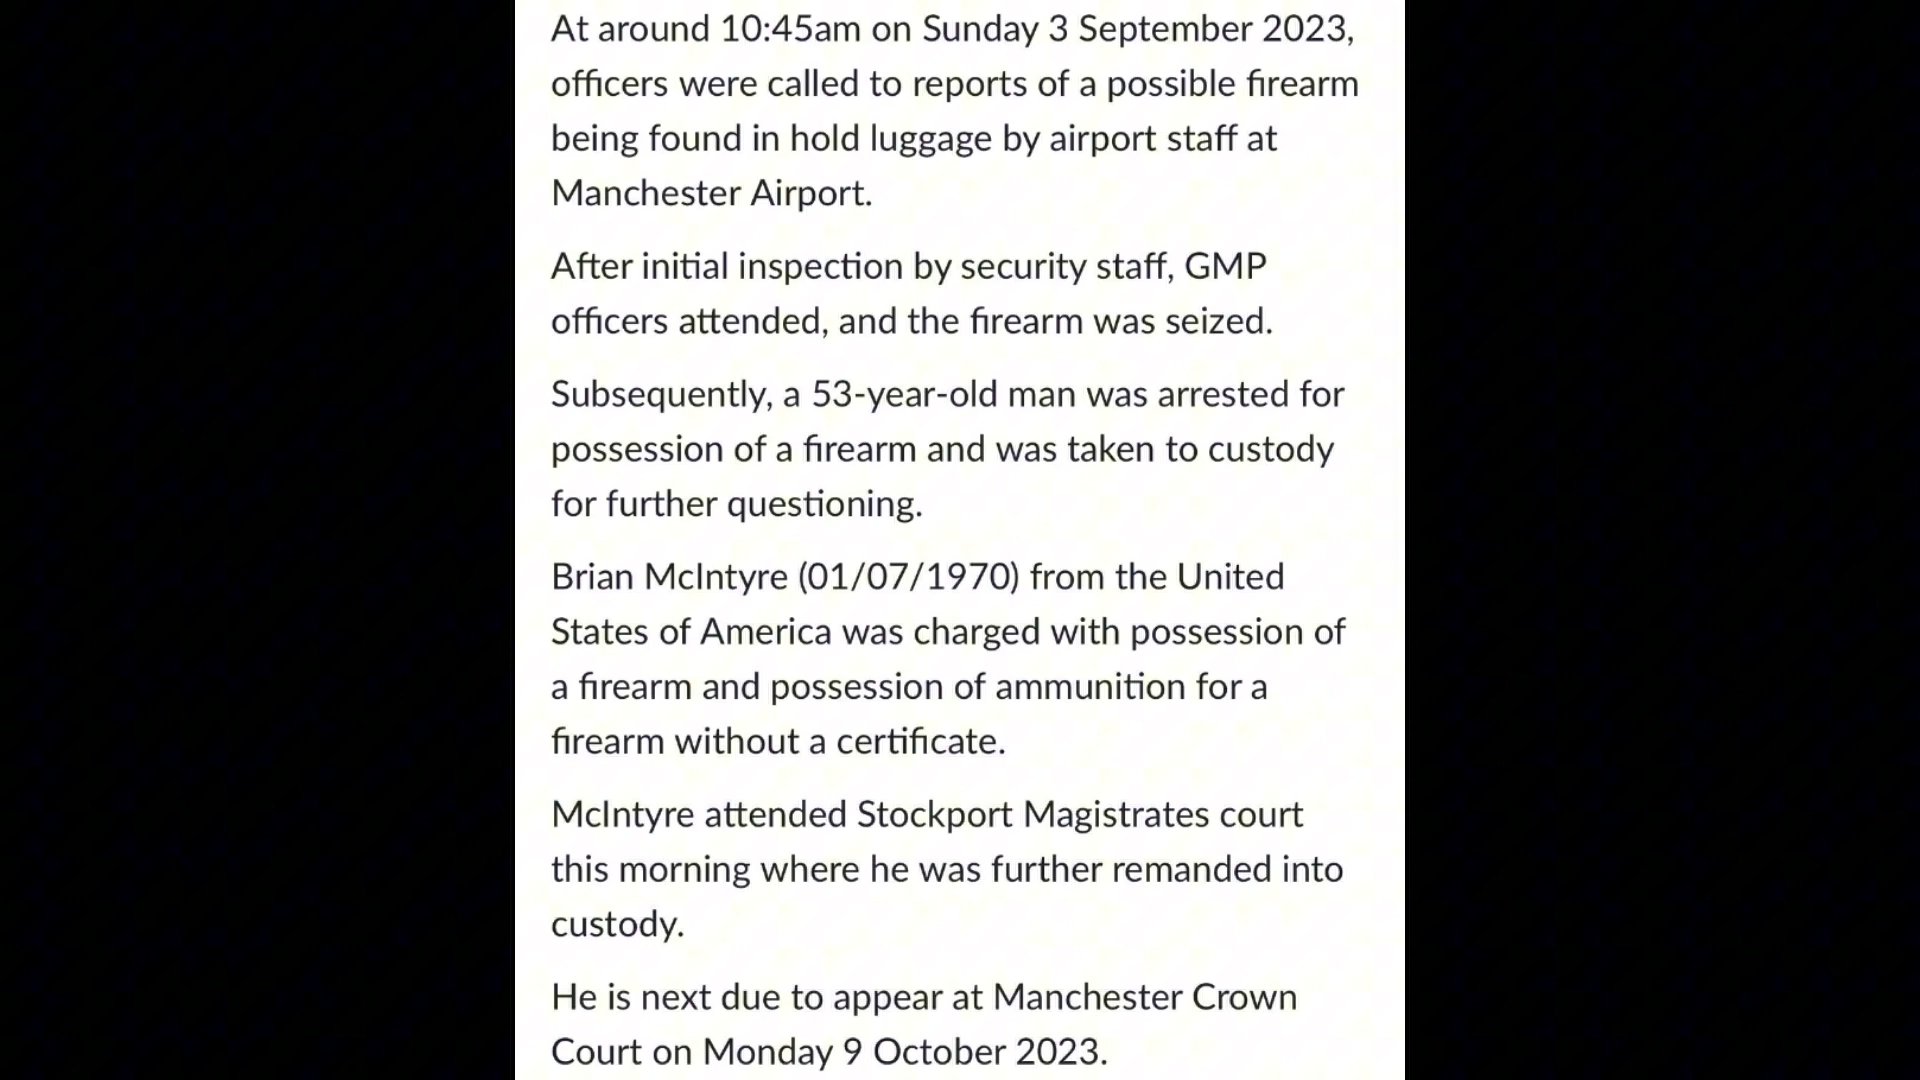 At around 10:45am on Sunday 3 September 2023,
officers were called to reports of a possible firearm
being found in hold luggage by airport staff at
Manchester Airport.
After initial inspection by security staff, GMP
officers attended, and the firearm was seized.
Subsequently, a 53-year-old man was arrested for
possession of a firearm and was taken to custody
for further questioning.
Brian McIntyre (01/07/1970) from the United
States of America was charged with possession of
a firearm and possession of ammunition for a
firearm without a certificate.
McIntyre attended Stockport Magistrates court
this morning where he was further remanded into
custody.
He is next due to appear at Manchester Crown
Court on Monday 9 October 2023.